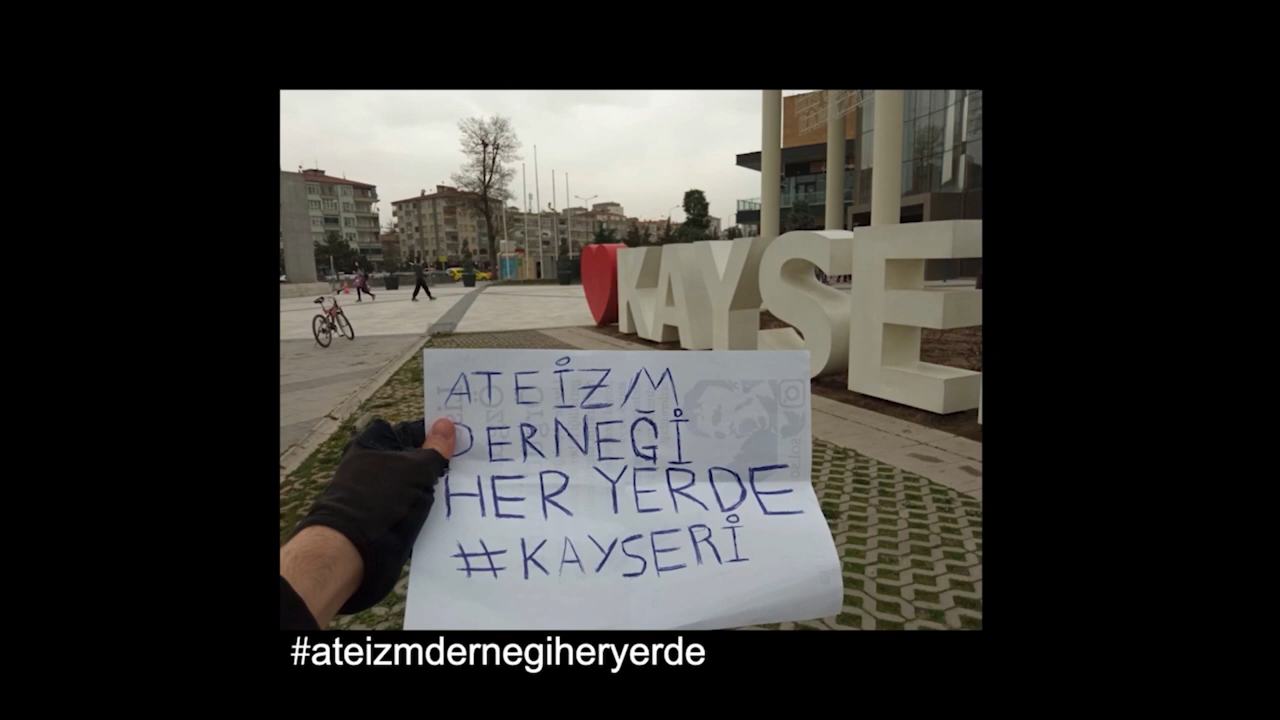 KAYSE
ATEİZM
DERNEĞİ
HER YERDE
#KAYSERİ
#ateizmdernegiheryerde